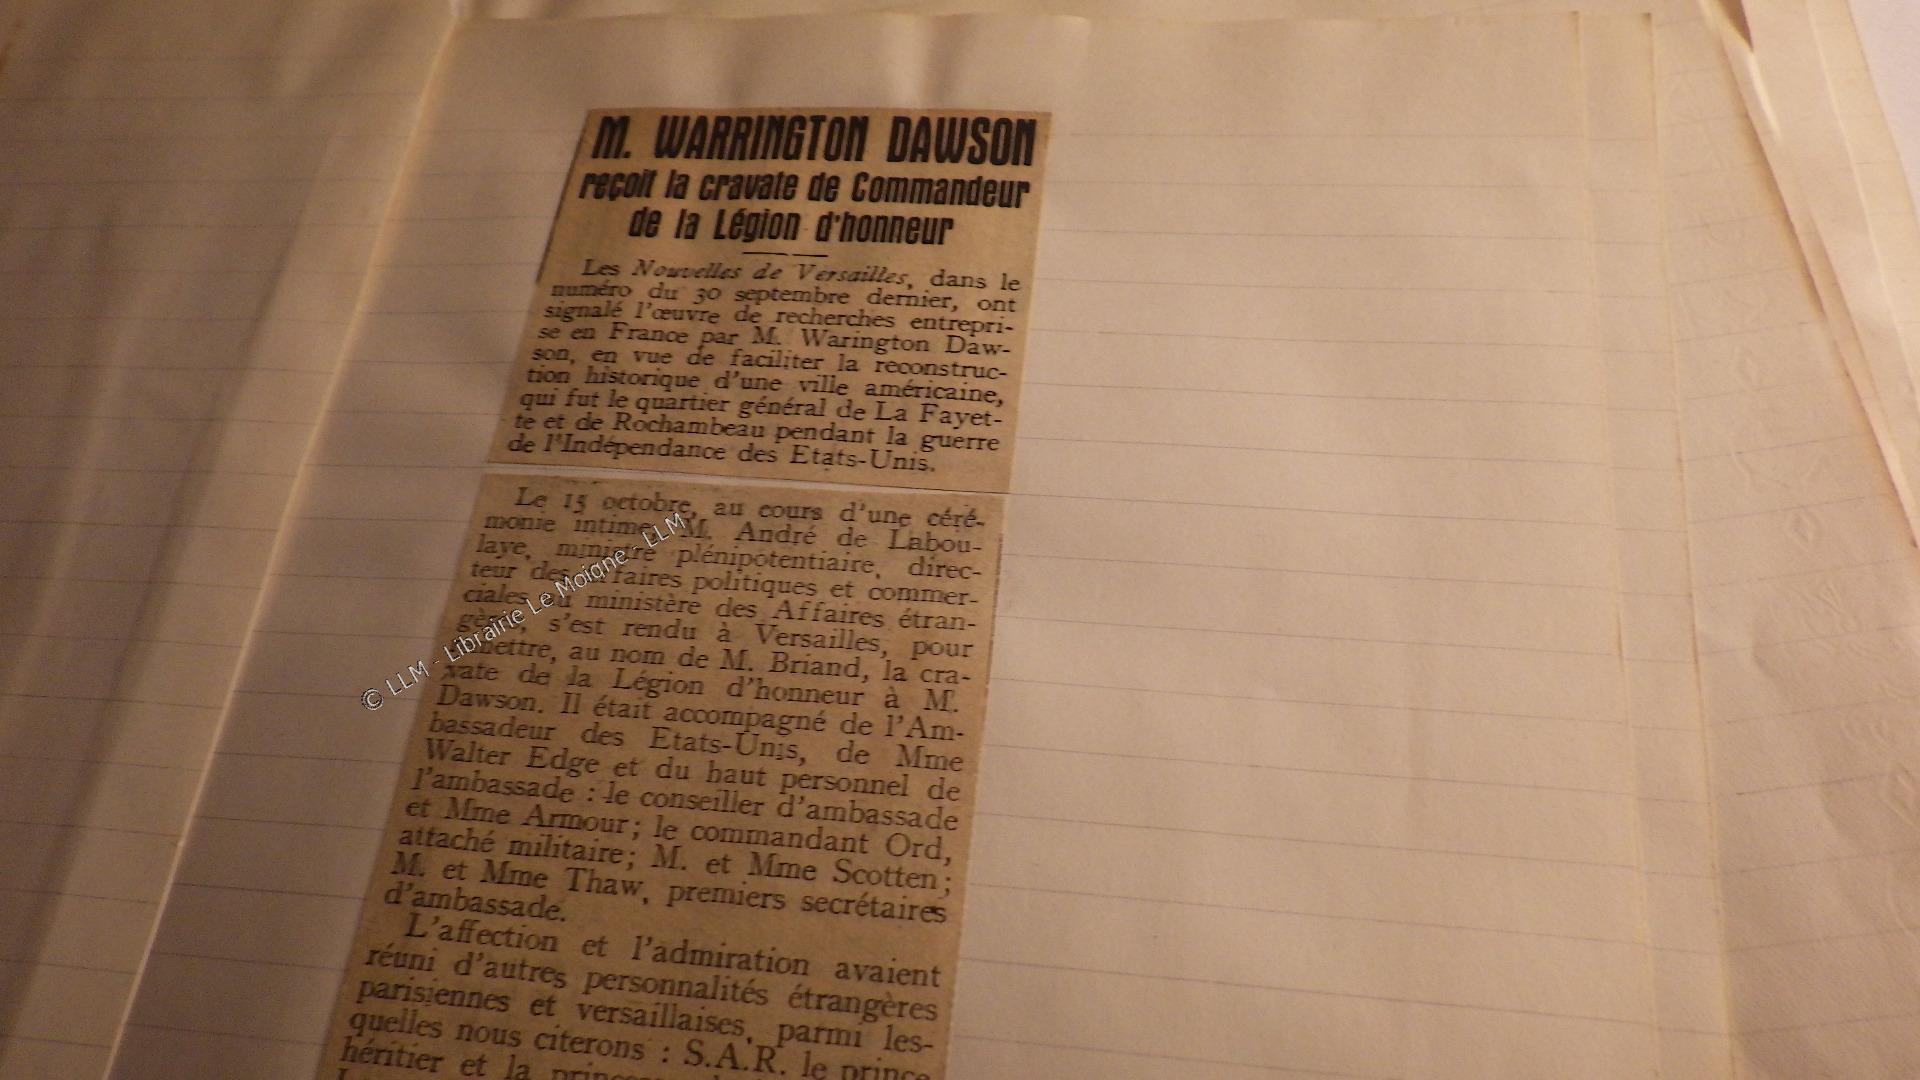 M. WARRINGTON DAWSON
reçoit la cravate de Commandeur
de la Légion d'honneur
Les Nouvelles de Versailles, dans le
numéro du 30 septembre dernier, ont
signalé l'œuvre de recherches entrepri-
se en France par M. Warington Daw-
son, en vue de faciliter la reconstruc-
tion historique d'une ville américaine,
qui fut le quartier général de La Fayet-
te et de Rochambeau pendant la guerre
de l'Indépendance des Etats-Unis.
Le 15 octobre, au cours d'une céré-
monie intime, M. André de Labou-
laye, ministre plénipotentiaire, direc-
teur des affaires politiques et commer-
ciales du ministère des Affaires étran-
gères, s'est rendu à Versailles, pour
remettre, au nom de M. Briand, la cra-
vate de la Légion d'honneur à M.
Dawson. Il était accompagné de l'Am-
bassadeur des Etats-Unis, de Mme
Walter Edge et du haut personnel de
l'ambassade : le conseiller d'ambassade
et Mme Armour; le commandant Ord,
attaché militaire; M. et Mme Scotten;
M. et Mme Thaw, premiers secrétaires
d'ambassade.
L'affection et l'admiration avaient
réuni d'autres personnalités étrangères
parisiennes et versaillaises, parmi les-
quelles nous citerons : S.A.R. le prince
héritier et la
© LLM - Librairie Le Moigne - LLM